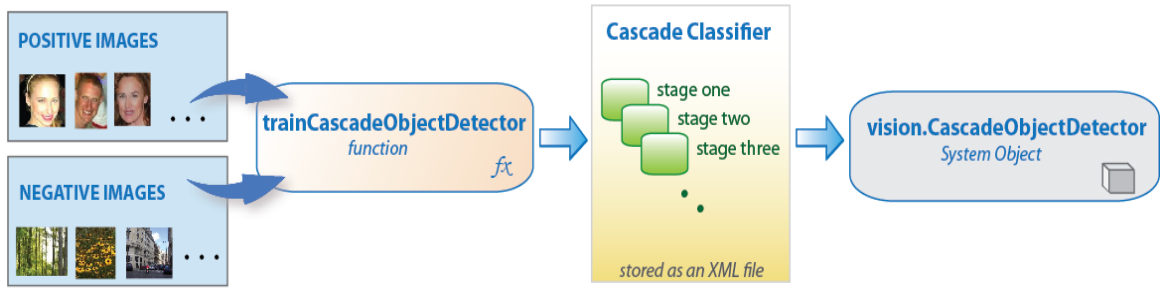 POSITIVE IMAGES
. . .
NEGATIVE IMAGES
. . .
trainCascadeObjectDetector
function
fx
Cascade Classifier
stage one
stage two
stage three
stored as an XML file
vision.CascadeObjectDetector
System Object